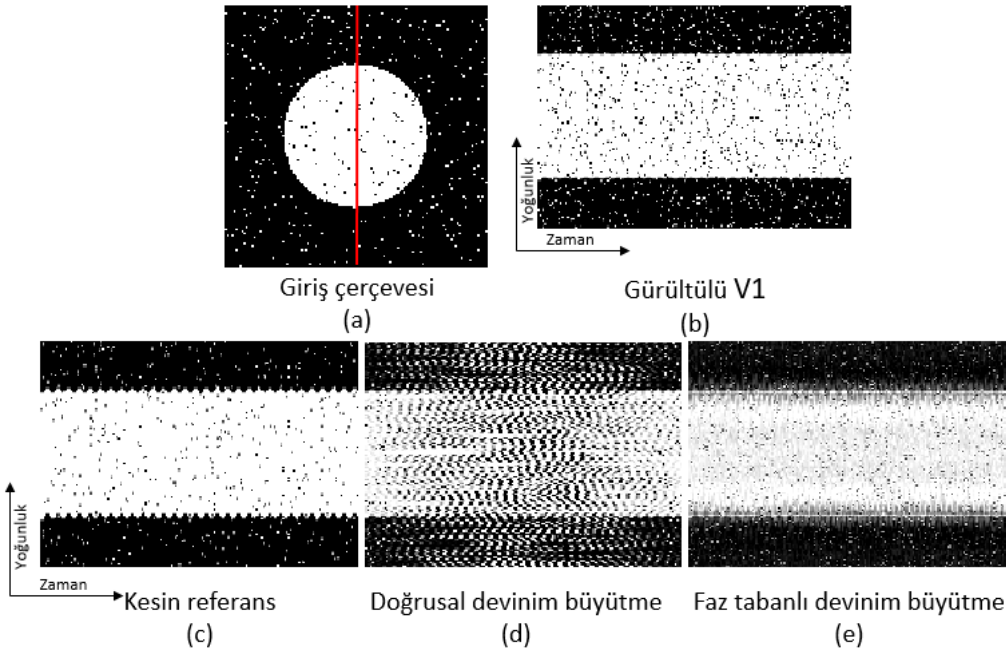 Yoğunluk
Zaman
Giriş çerçevesi
(a)
Gürültülü V1
(b)
Yoğunluk
Zaman
Kesin referans
(c)
Doğrusal devinim büyütme
(d)
Faz tabanlı devinim büyütme
(e)